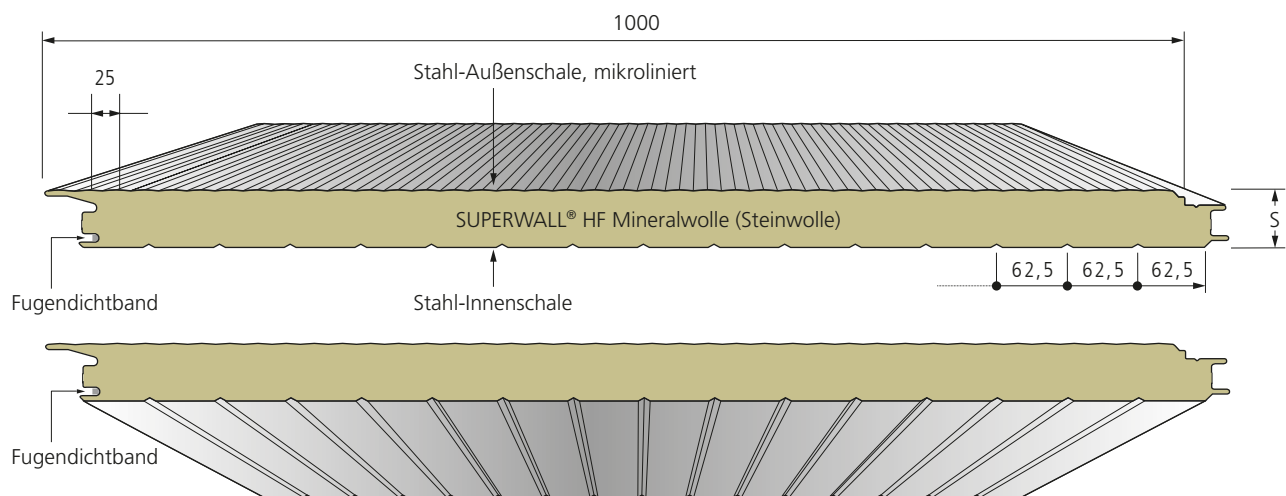 1000
25
Stahl-Außenschale, mikroliniert
SUPERWALL® HF Mineralwolle (Steinwolle)
S
62,5 62,5 62,5
Fugendichtband
Stahl-Innenschale
Fugendichtband